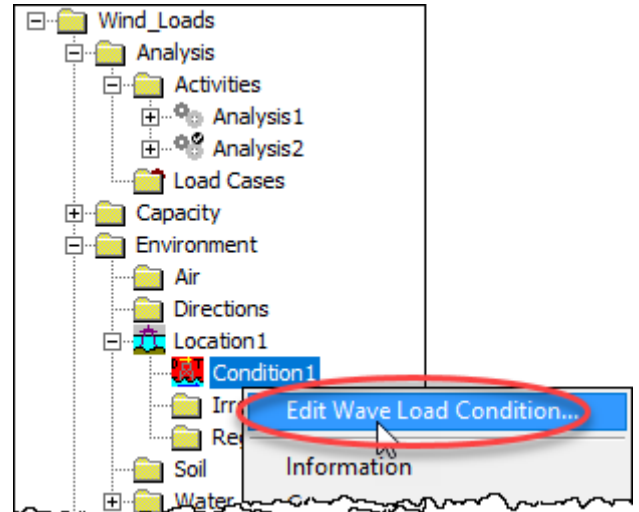 Wind_Loads
Analysis
Activities
Analysis1
Analysis2
Load Cases
Capacity
Environment
Air
Directions
Location1
Condition1
Edit Wave Load Condition...
Soil
Information
Water